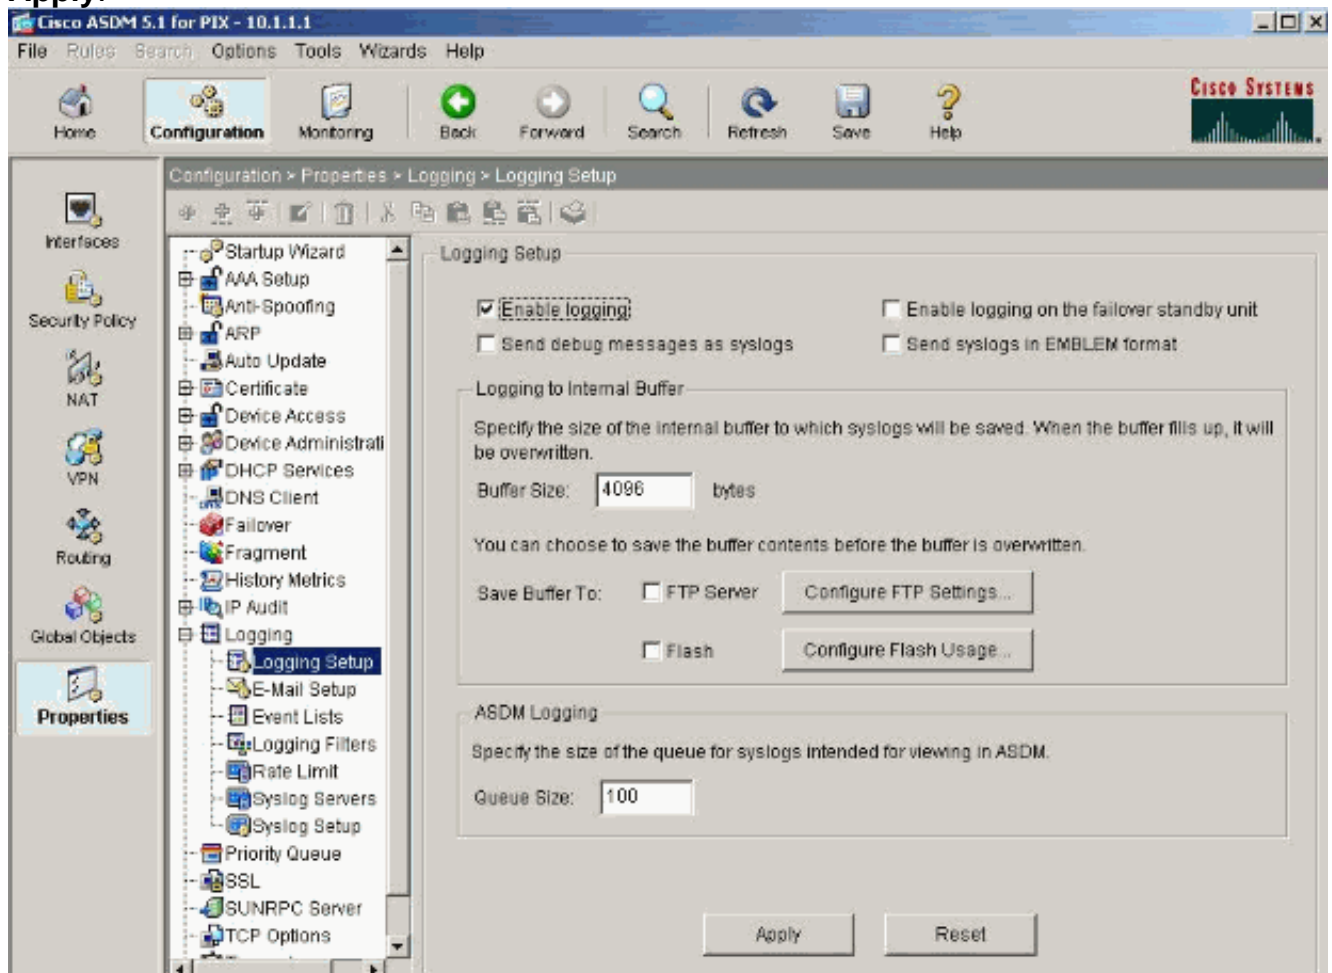 Apply.
Cisco ASDM 5.1 for PIX - 10.1.1.1
File Rules Search Options Tools Wizards Help
Home Configuration Monitoring Back Forward Search Refresh Save Help
CISCO SYSTEMS
Configuration > Properties > Logging > Logging Setup
Interfaces
Security Policy
NAT
VPN
Routing
Global Objects
Properties
Startup Wizard
AAA Setup
Anti-Spoofing
ARP
Auto Update
Certificate
Device Access
Device Administrati
DHCP Services
DNS Client
Failover
Fragment
History Metrics
IP Audit
Logging
Logging Setup
E-Mail Setup
Event Lists
Logging Filters
Rate Limit
Syslog Servers
Syslog Setup
Priority Queue
SSL
SUNRPC Server
TCP Options
Logging Setup
Enable logging
Enable logging on the failover standby unit
Send debug messages as syslogs
Send syslogs in EMBLEM format
Logging to Internal Buffer
Specify the size of the internal buffer to which syslogs will be saved. When the buffer fills up, it will
be overwritten.
Buffer Size: 4096 bytes
You can choose to save the buffer contents before the buffer is overwritten.
Save Buffer To: FTP Server Configure FTP Settings...
Flash Configure Flash Usage...
ASDM Logging
Specify the size of the queue for syslogs intended for viewing in ASDM.
Queue Size: 100
Apply Reset